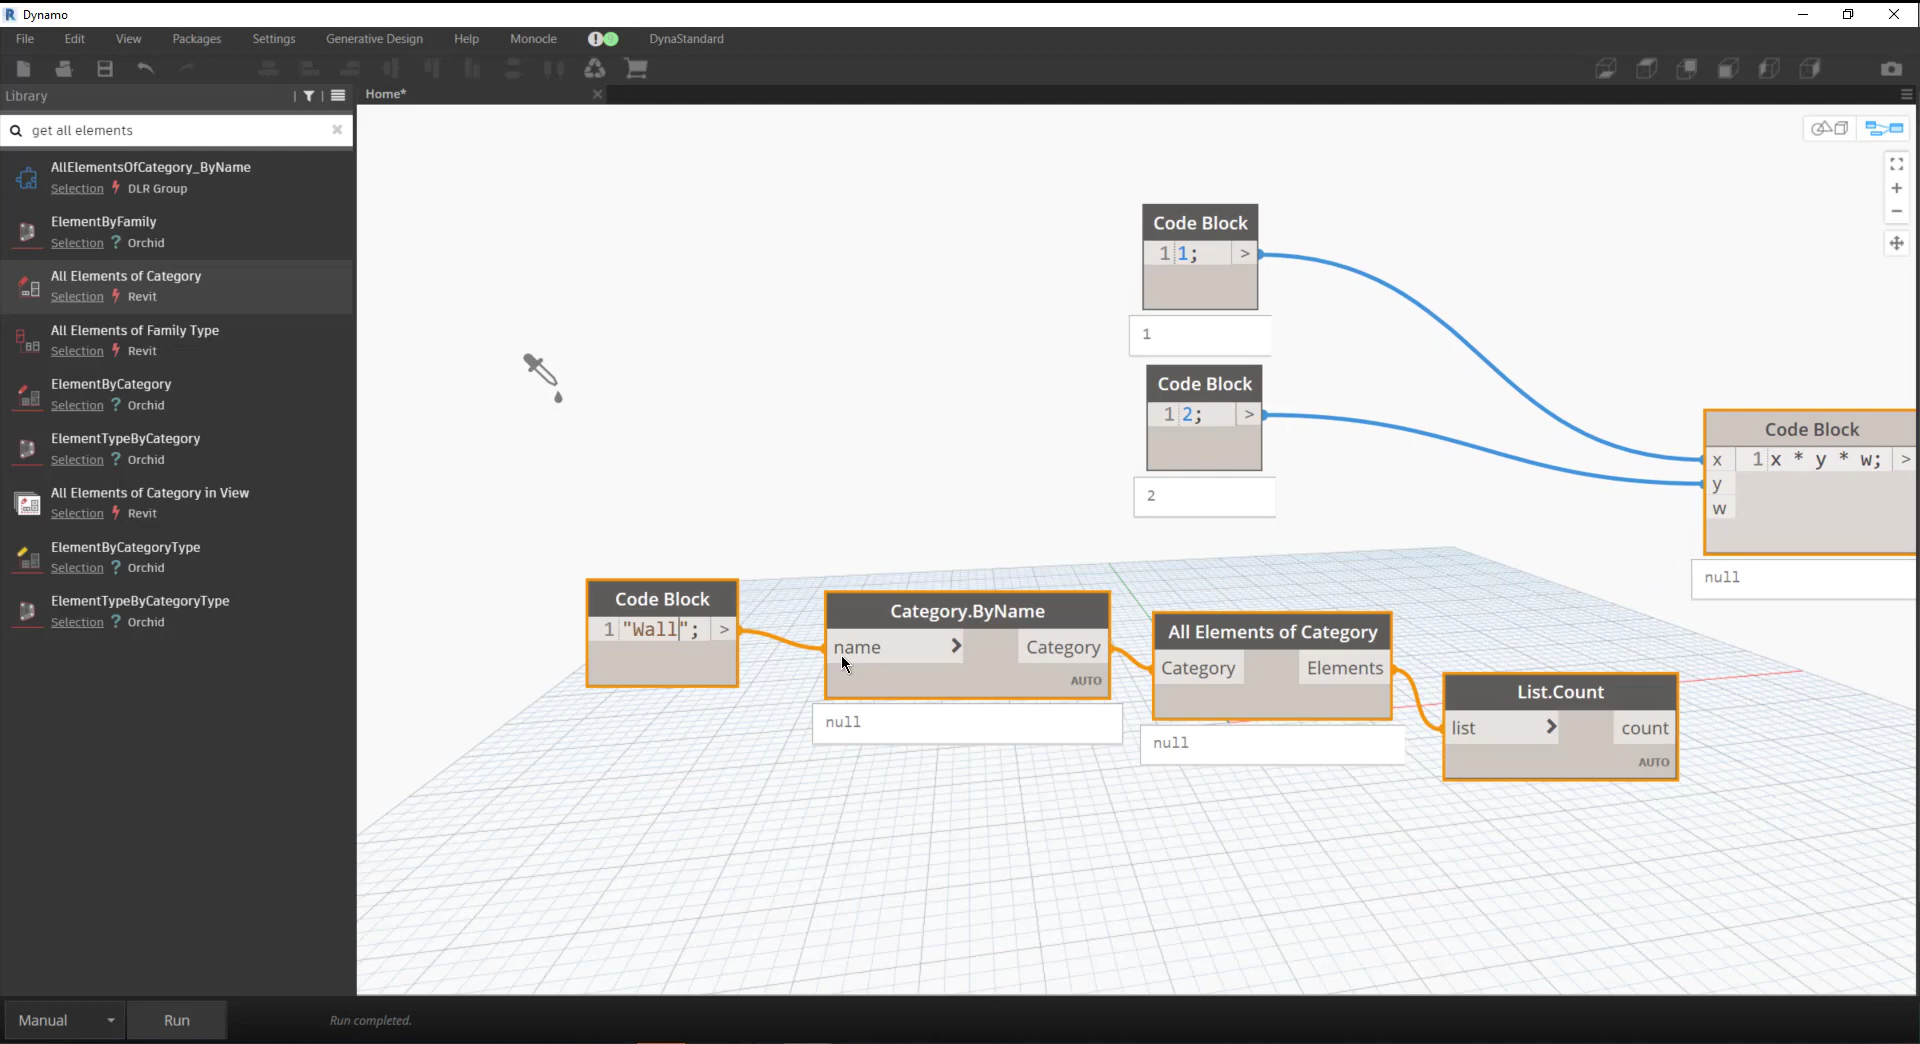 Dynamo
File Edit View Packages Settings Generative Design Help Monocle DynaStandard
Library
Home*
get all elements
AllElementsOfCategory_ByName
Selection DLR Group
ElementByFamily
Selection ? Orchid
All Elements of Category
Selection Revit
All Elements of Family Type
Selection Revit
ElementByCategory
Selection ? Orchid
ElementTypeByCategory
Selection ? Orchid
All Elements of Category in View
Selection Revit
ElementByCategoryType
Selection ? Orchid
ElementTypeByCategoryType
Selection ? Orchid
Code Block
1 1; >
1
Code Block
1 2; >
2
Code Block
x 1 x * y * w; >
y
w
null
Code Block
1 "Wall"; >
Category.ByName
name > Category
AUTO
null
All Elements of Category
Category Elements
null
List.Count
list > count
AUTO
Manual Run Run completed.